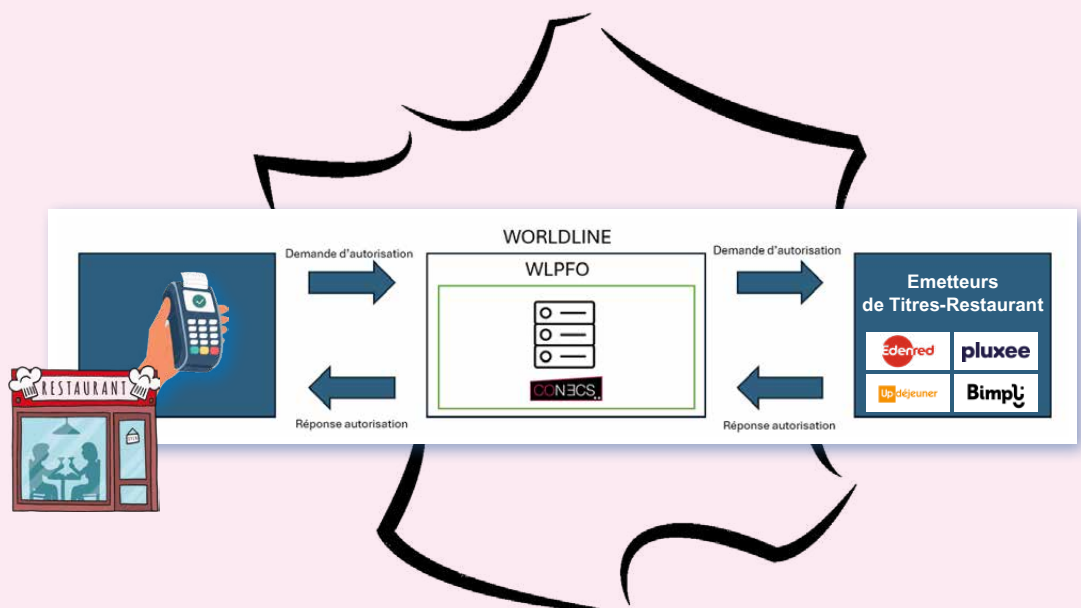 WORLDLINE
Demande d'autorisation
WLPFO
Demande d'autorisation
Emetteurs
de Titres-Restaurant
Edenred
pluxee
Up déjeuner
Bimpli
CONECS
RESTAURANT
Réponse autorisation
Réponse autorisation